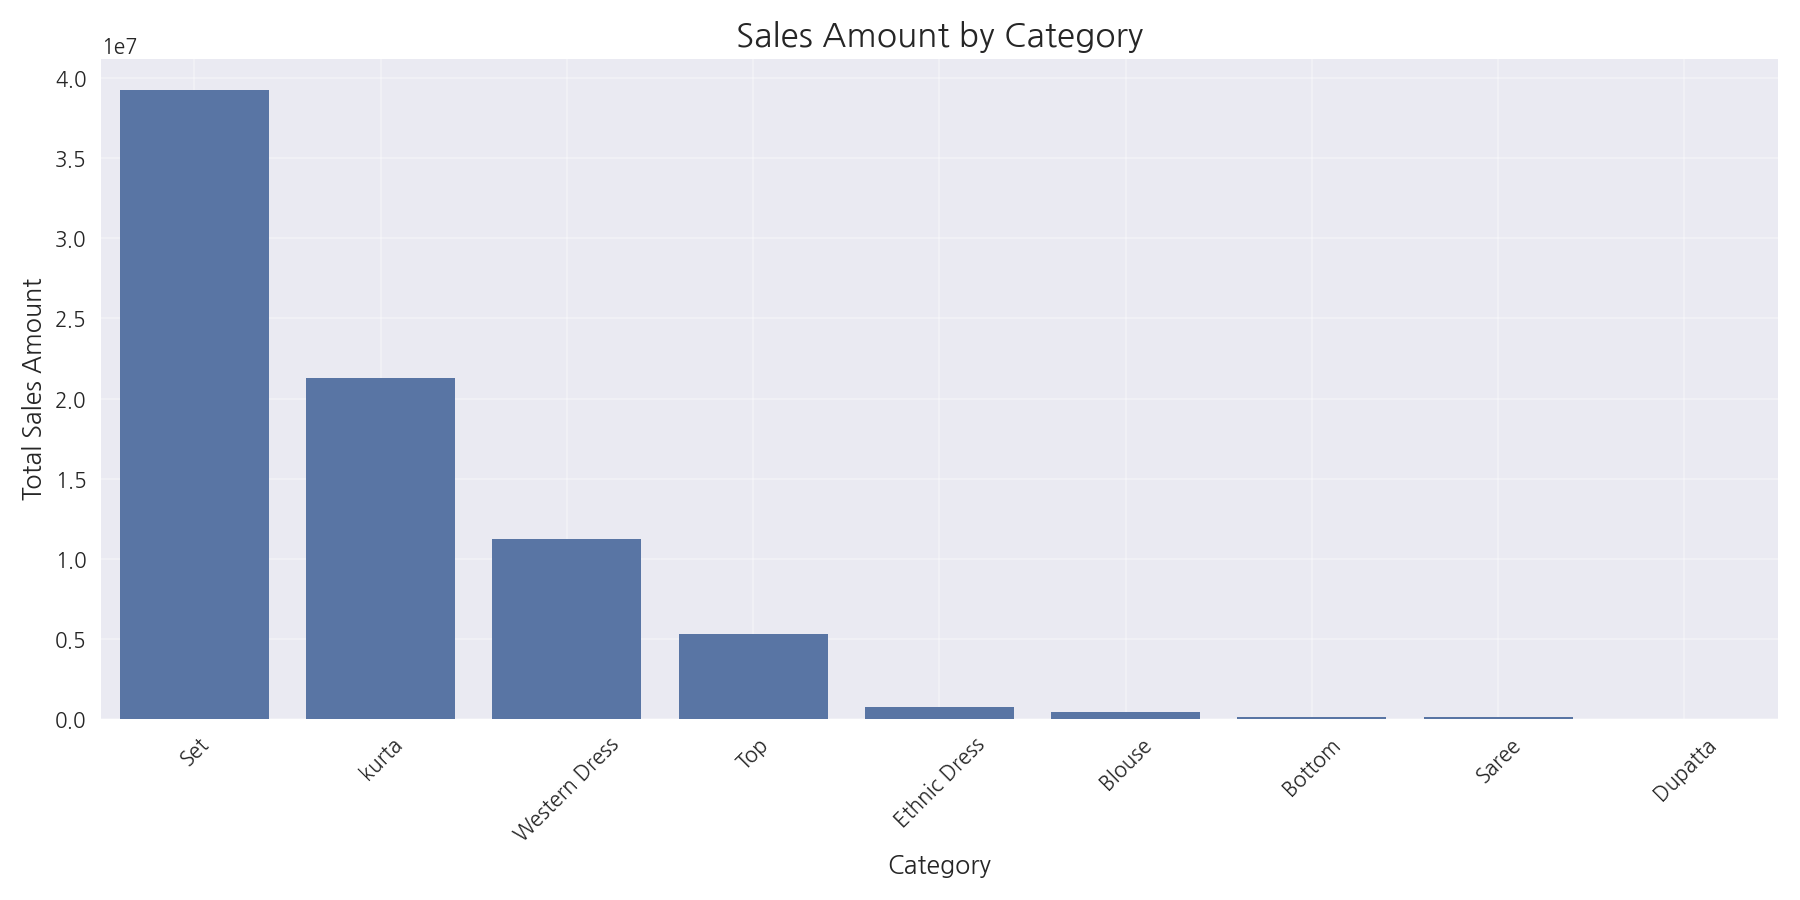 Sales Amount by Category
1e7
4.0
3.5
3.0
2.5
2.0
1.5
1.0
0.5
0.0
Total Sales Amount
Set
kurta
Western Dress
Top
Ethnic Dress
Blouse
Bottom
Saree
Dupatta
Category